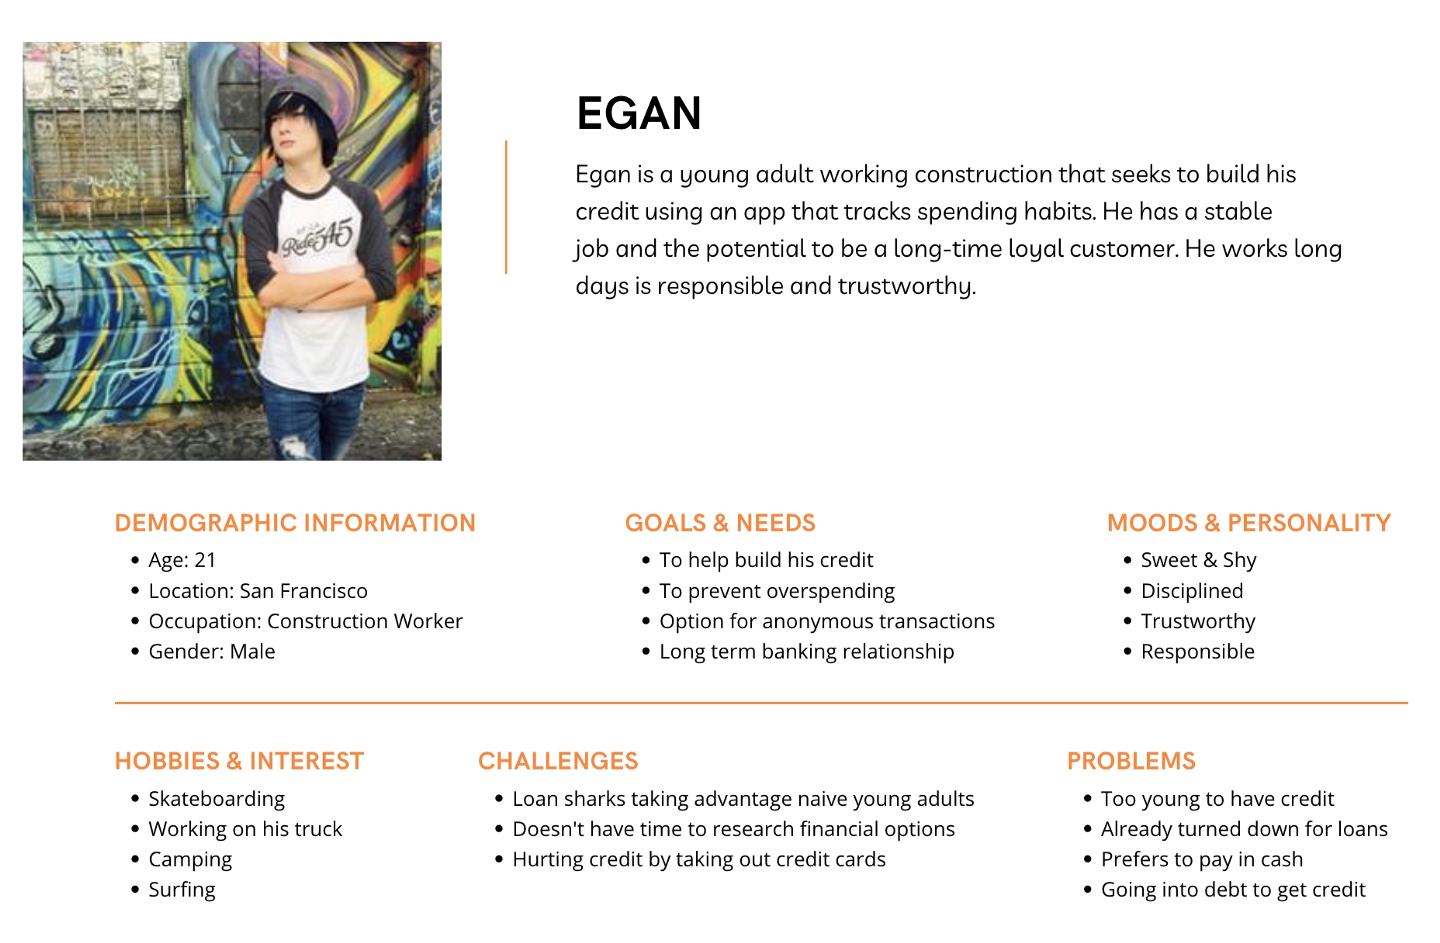 EGAN
Egan is a young adult working construction that seeks to build his
credit using an app that tracks spending habits. He has a stable
job and the potential to be a long-time loyal customer. He works long
days is responsible and trustworthy.
Ride
A5
DEMOGRAPHIC INFORMATION
Age: 21
Location: San Francisco
Occupation: Construction Worker
Gender: Male
GOALS & NEEDS
To help build his credit
To prevent overspending
Option for anonymous transactions
Long term banking relationship
MOODS & PERSONALITY
Sweet & Shy
Disciplined
Trustworthy
Responsible
HOBBIES & INTEREST
Skateboarding
Working on his truck
Camping
Surfing
CHALLENGES
Loan sharks taking advantage naive young adults
Doesn't have time to research financial options
Hurting credit by taking out credit cards
PROBLEMS
Too young to have credit
Already turned down for loans
Prefers to pay in cash
Going into debt to get credit